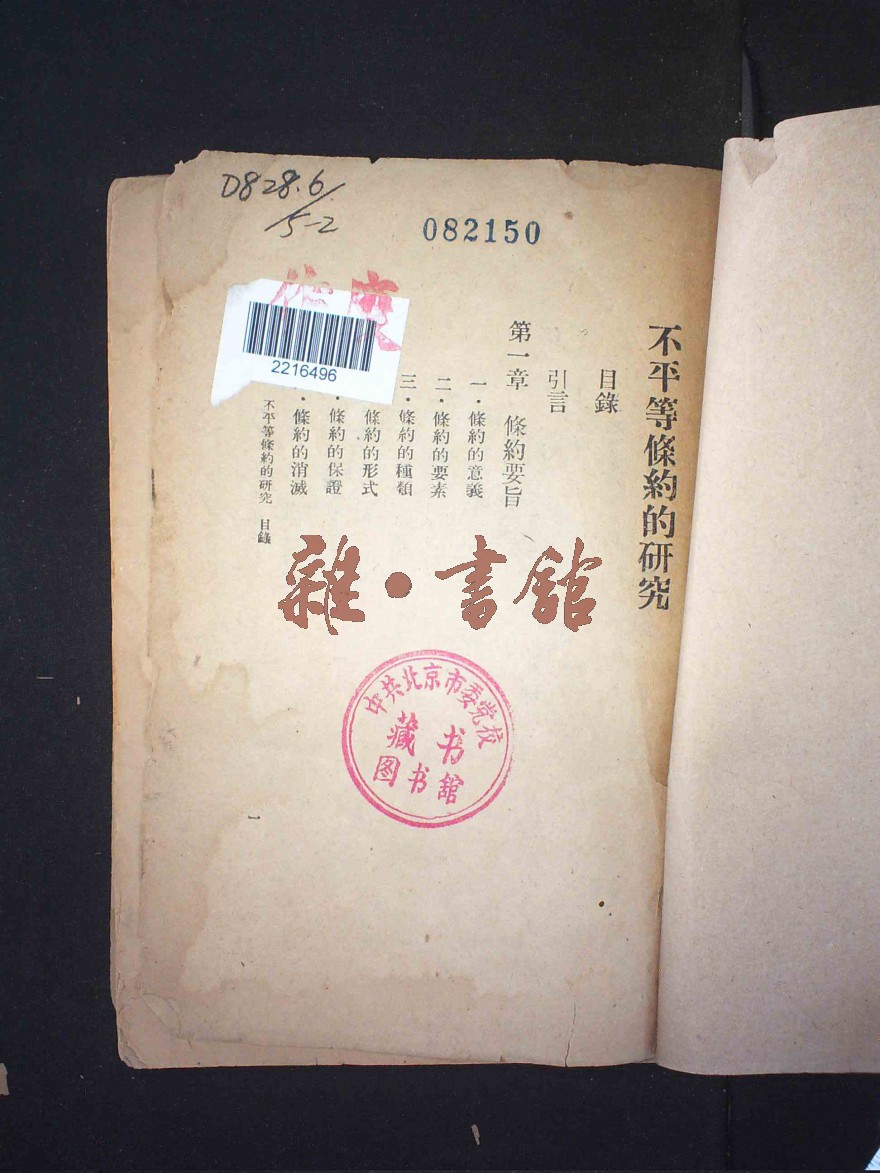 D828.6/
5-2
082150
2216496
不平等條約的研究
目錄
引言
第一章 條約要旨
一・條約的意義
二・條約的要素
三・條約的種類
條約的形式
・條約的保證
・條約的消滅
不平等條約的研究 目錄
一
雜・書館
中共北京市委党校
藏书
图书館